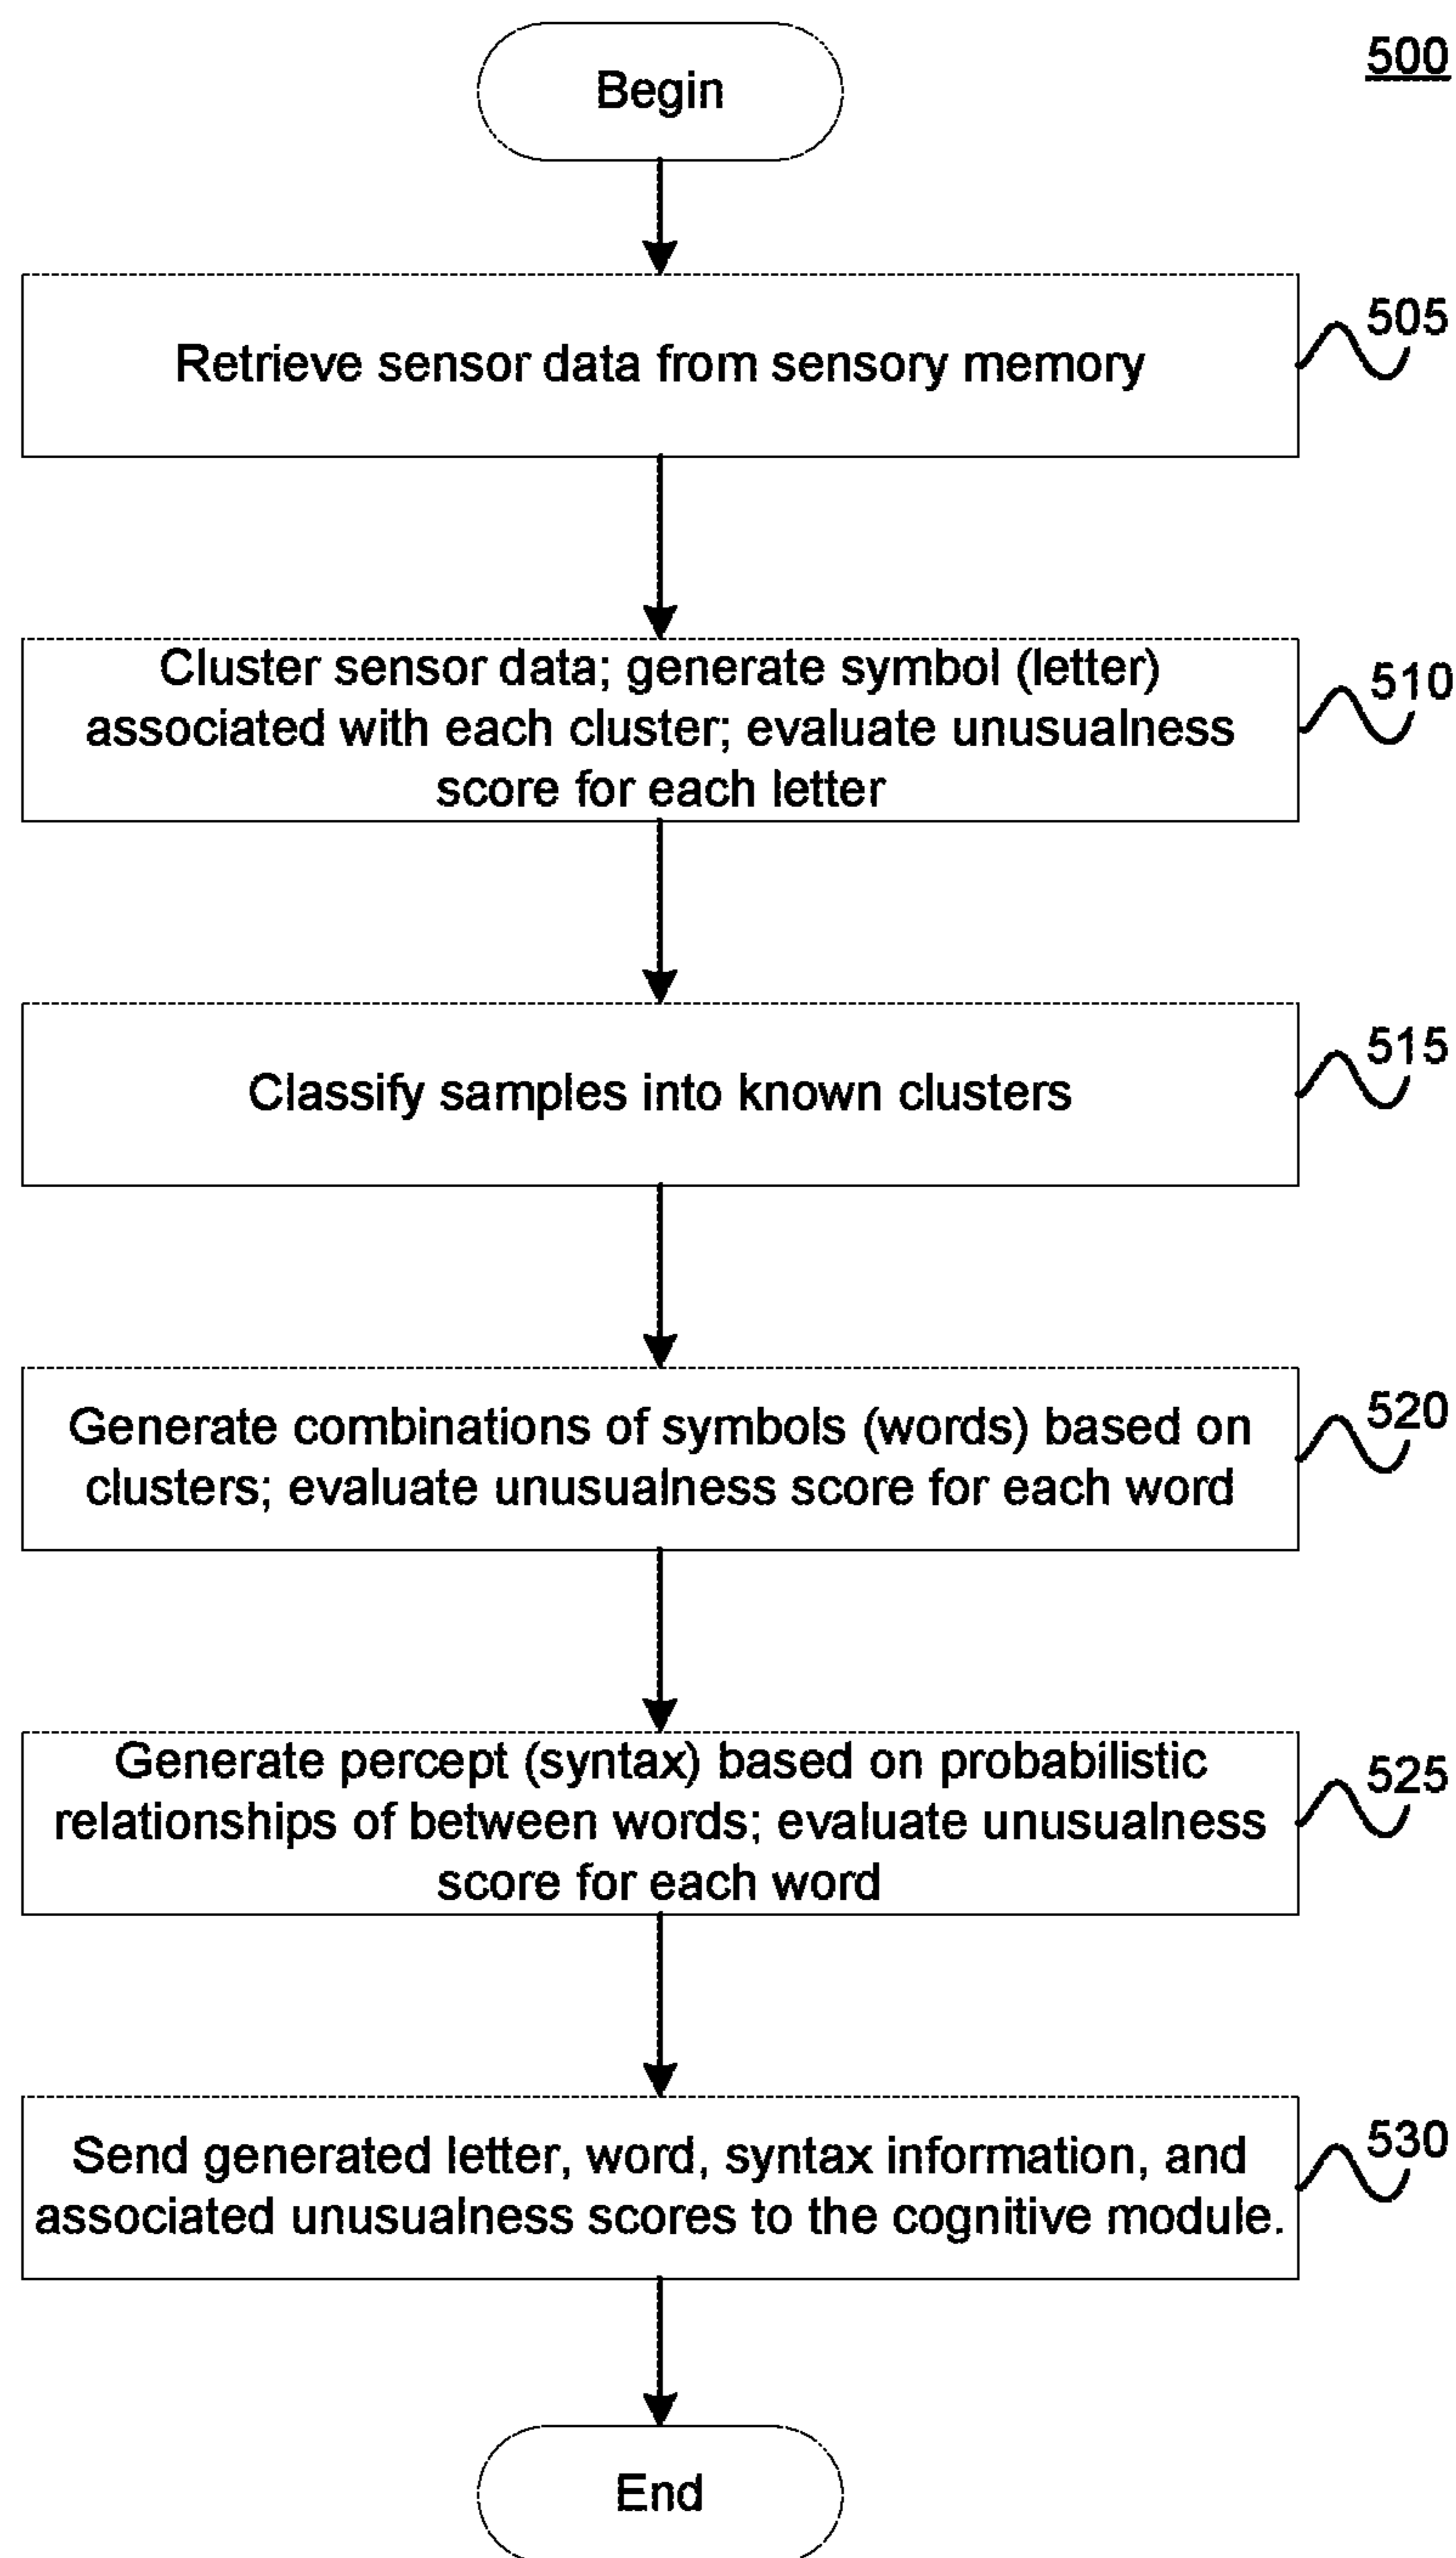 500
Begin
Retrieve sensor data from sensory memory
505
Cluster sensor data; generate symbol (letter)
associated with each cluster; evaluate unusualness
score for each letter
510
Classify samples into known clusters
515
Generate combinations of symbols (words) based on
clusters; evaluate unusualness score for each word
520
Generate percept (syntax) based on probabilistic
relationships of between words; evaluate unusualness
score for each word
525
Send generated letter, word, syntax information, and
associated unusualness scores to the cognitive module.
530
End